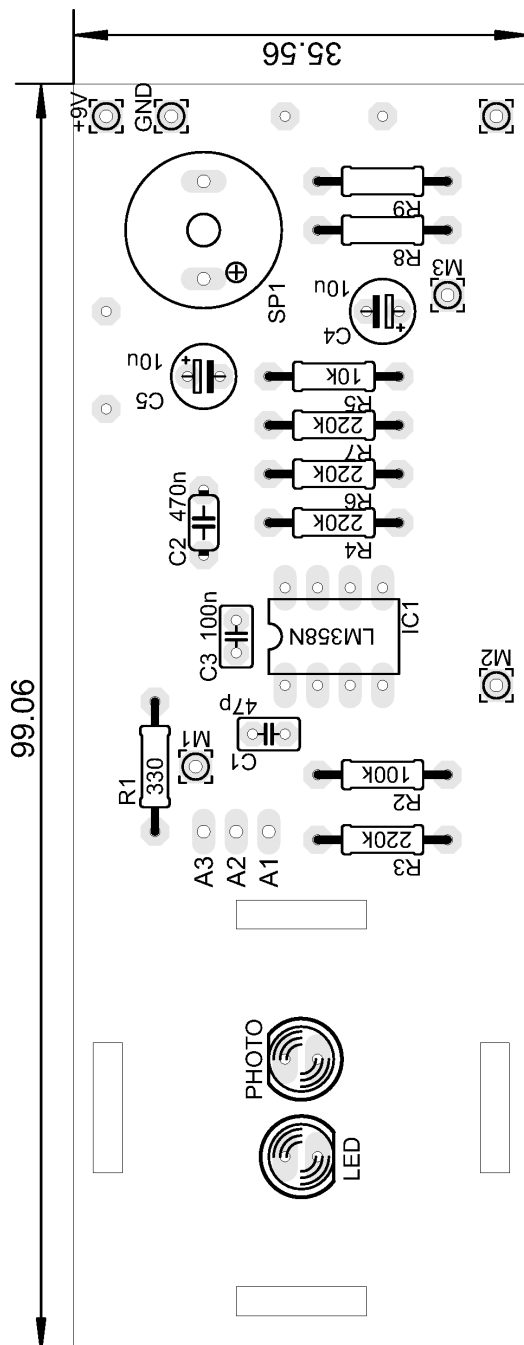 35.56
+9V
GND
R9
R8
M3
SP1
10u
C4
10u
C5
10k
R5
220k
R7
220k
R6
220k
R4
470n
C2
100n
C3
LM358N
IC1
M2
99.06
47p
C1
M1
R1
330
100k
R2
220k
R3
A3
A2
A1
PHOTO
LED